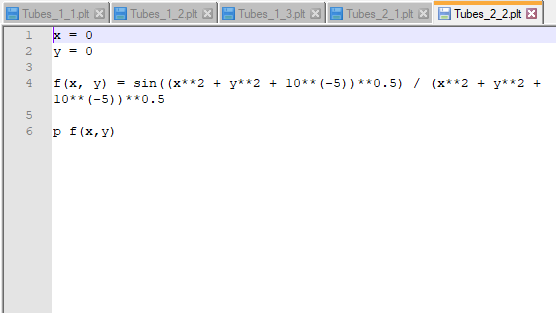 Tubes_1_1.plt Tubes_1_2.plt Tubes_1_3.plt Tubes_2_1.plt Tubes_2_2.plt
1 x = 0
2 y = 0
3
4 f(x, y) = sin((x**2 + y**2 + 10**(-5))**0.5) / (x**2 + y**2 +
10**(-5))**0.5
5
6 p f(x,y)